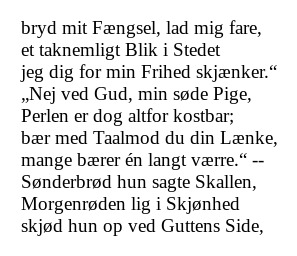 bryd mit Fængsel, lad mig fare,
et taknemligt Blik i Stedet
jeg dig for min Frihed skjænker.“
„Nej ved Gud, min søde Pige,
Perlen er dog altfor kostbar;
bær med Taalmod du din Lænke,
mange bærer én langt værre.“ --
Sønderbrød hun sagte Skallen,
Morgenrøden lig i Skjønhed
skjød hun op ved Guttens Side,